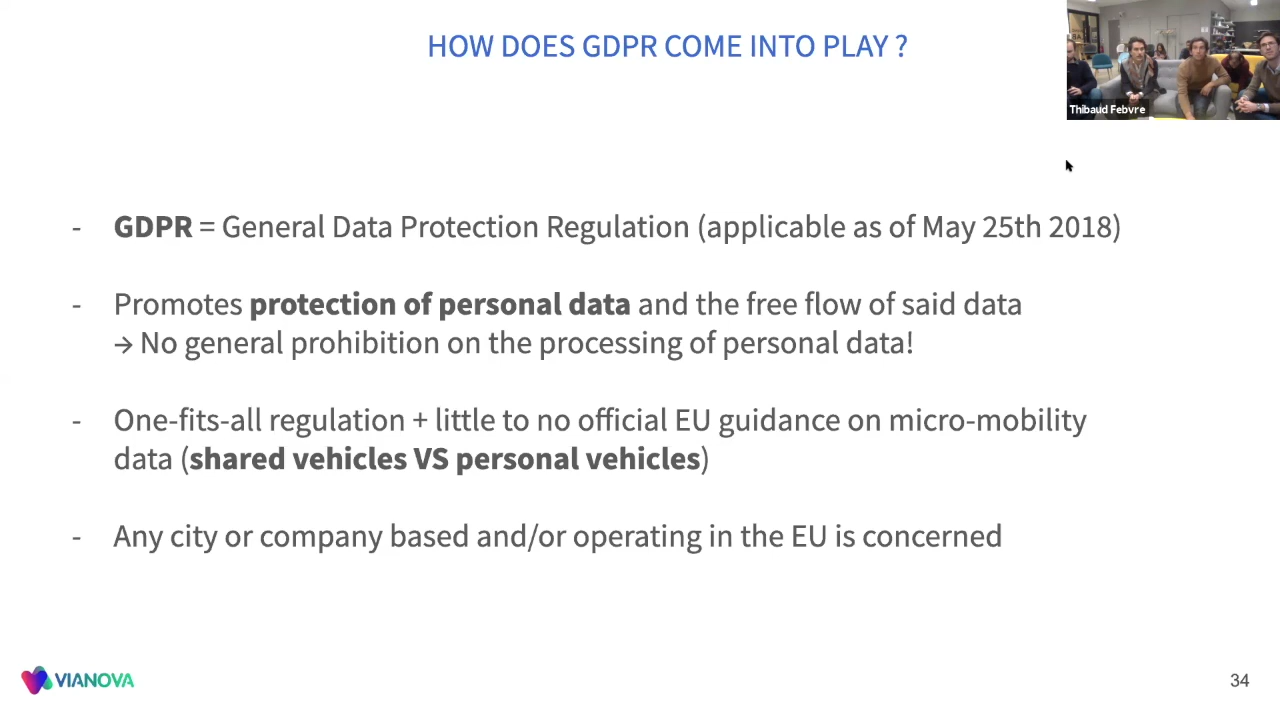 HOW DOES GDPR COME INTO PLAY ?
Thibaud Febvre
- GDPR = General Data Protection Regulation (applicable as of May 25th 2018)
- Promotes protection of personal data and the free flow of said data
→ No general prohibition on the processing of personal data!
- One-fits-all regulation + little to no official EU guidance on micro-mobility
data (shared vehicles VS personal vehicles)
- Any city or company based and/or operating in the EU is concerned
VIANOVA
34